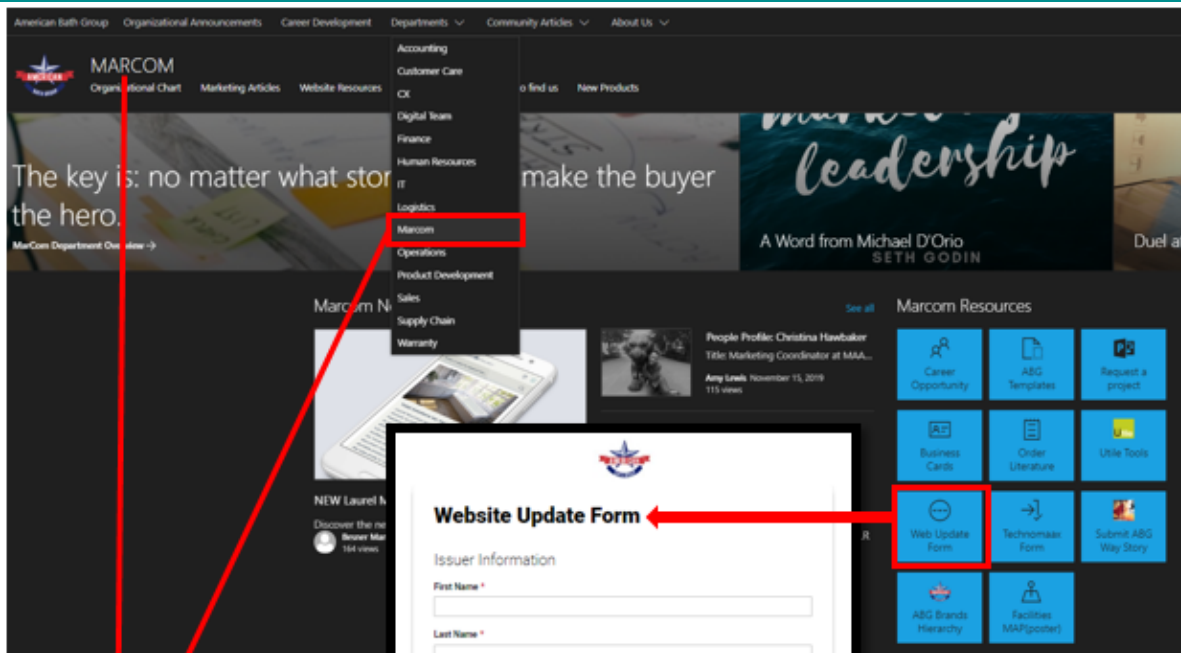 American Bath Group Organizational Announcements Career Development Departments Community Articles About Us
MARCOM
Organizational Chart Marketing Articles Website Resources
o find us New Products
Accounting
Customer Care
CX
Digital Team
Finance
Human Resources
IT
Logistics
Marcom
Operations
Product Development
Sales
Supply Chain
Warranty
The key is: no matter what stor
make the buyer
the hero.
MarCom Department Overview →
leadership
A Word from Michael D'Orio
SETH GODIN
Duel a
Marcom N
See all
People Profile: Christina Hawbaker
Title: Marketing Coordinator at MAA...
Amy Lewis November 15, 2019
115 views
NEW Laurel M
Discover the ne
Besner Mar
164 views
Marcom Resources
Career
Opportunity
ABG
Templates
Request a
project
Business
Cards
Order
Literature
Utile Tools
Web Update
Form
Technomaax
Form
Submit ABG
Way Story
ABG Brands
Hierarchy
Facilities
MAP(poster)
Website Update Form
Issuer Information
First Name *
Last Name *